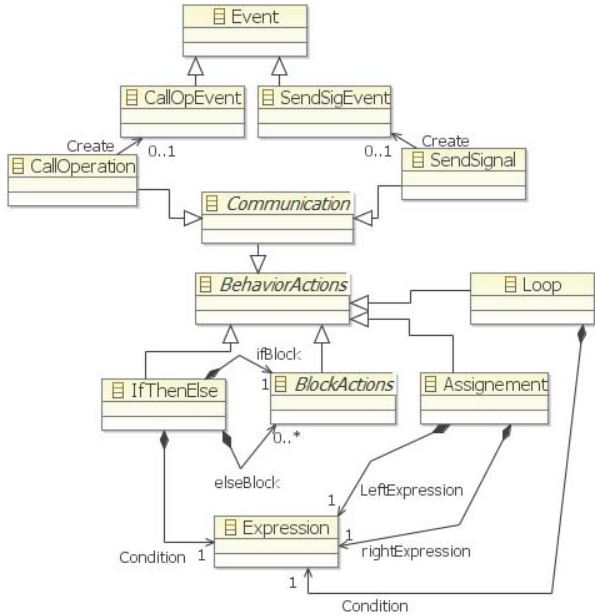 Event
CallOpEvent
SendSigEvent
Create
0..1
0..1
Create
CallOperation
SendSignal
Communication
BehaviorActions
Loop
ifBlock
1
IfThenElse
BlockActions
Assignement
0..*
elseBlock
LeftExpression
1
Expression
1
Condition
1
rightExpression
1
Condition